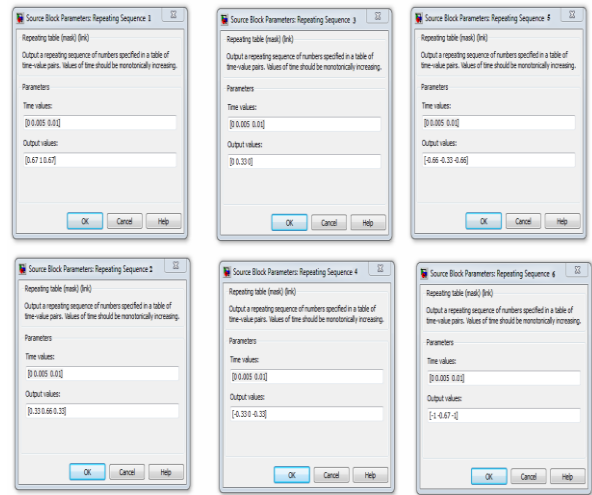 Source Block Parameters: Repeating Sequence 1
Repeating table (mask) (link)
Output a repeating sequence of numbers specified in a table of
time-value pairs. Values of time should be monotonically increasing.
Parameters
Time values:
[0 0.005 0.01]
Output values:
[0.67 1 0.67]
OK Cancel Help
Source Block Parameters: Repeating Sequence 3
Repeating table (mask) (link)
Output a repeating sequence of numbers specified in a table of
time-value pairs. Values of time should be monotonically increasing.
Parameters
Time values:
[0 0.005 0.01]
Output values:
[0 0.33 0]
OK Cancel Help
Source Block Parameters: Repeating Sequence 5
Repeating table (mask) (link)
Output a repeating sequence of numbers specified in a table of
time-value pairs. Values of time should be monotonically increasing.
Parameters
Time values:
[0 0.005 0.01]
Output values:
[-0.66 -0.33 -0.66]
OK Cancel Help
Source Block Parameters: Repeating Sequence 2
Repeating table (mask) (link)
Output a repeating sequence of numbers specified in a table of
time-value pairs. Values of time should be monotonically increasing.
Parameters
Time values:
[0 0.005 0.01]
Output values:
[0.33 0.66 0.33]
OK Cancel Help
Source Block Parameters: Repeating Sequence 4
Repeating table (mask) (link)
Output a repeating sequence of numbers specified in a table of
time-value pairs. Values of time should be monotonically increasing.
Parameters
Time values:
[0 0.005 0.01]
Output values:
[-0.33 0 -0.33]
OK Cancel Help
Source Block Parameters: Repeating Sequence 6
Repeating table (mask) (link)
Output a repeating sequence of numbers specified in a table of
time-value pairs. Values of time should be monotonically increasing.
Parameters
Time values:
[0 0.005 0.01]
Output values:
[-1 -0.67 -1]
OK Cancel Help